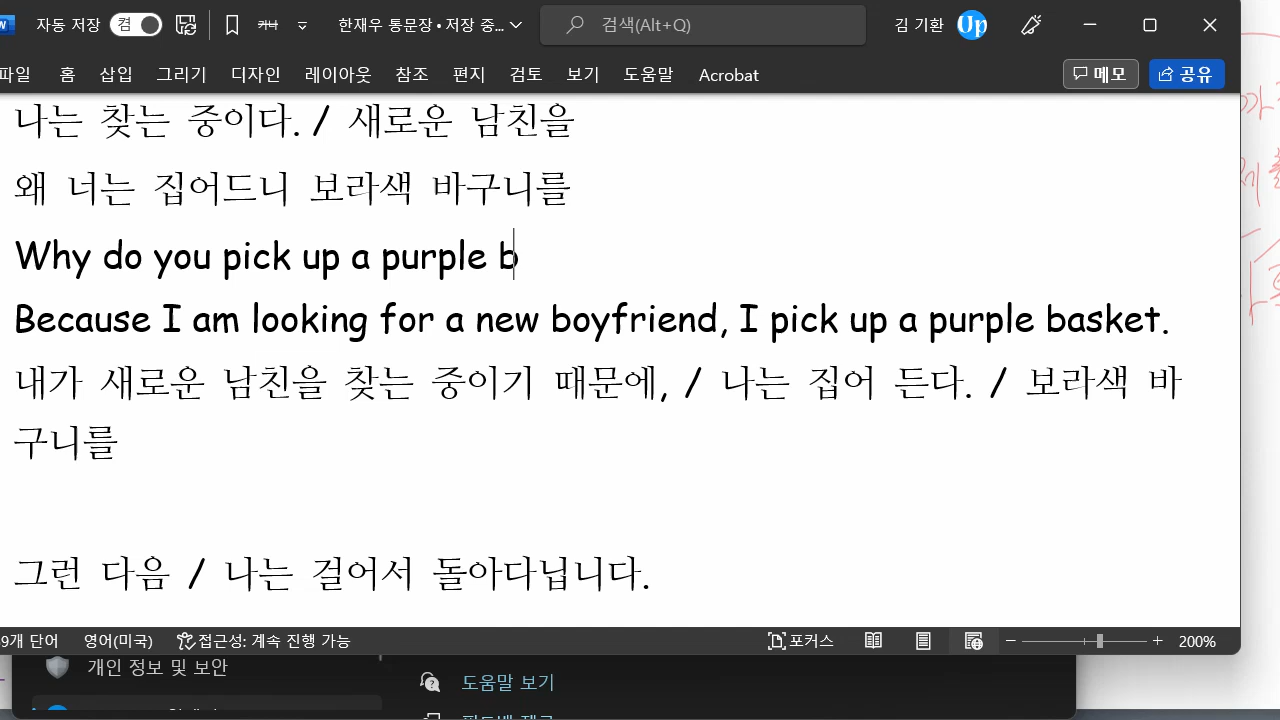 자동 저장 켬 가나 한재우 통문장 • 저장 중... 검색(Alt+Q) 김 기환 Up
파일 홈 삽입 그리기 디자인 레이아웃 참조 편지 검토 보기 도움말 Acrobat 메모 공유
나는 찾는 중이다. / 새로운 남친을
왜 너는 집어드니 보라색 바구니를
Why do you pick up a purple b
Because I am looking for a new boyfriend, I pick up a purple basket.
내가 새로운 남친을 찾는 중이기 때문에, / 나는 집어 든다. / 보라색 바
구니를
그런 다음 / 나는 걸어서 돌아다닙니다.
9개 단어 영어(미국) 접근성: 계속 진행 가능 포커스 200%
개인 정보 및 보안
도움말 보기